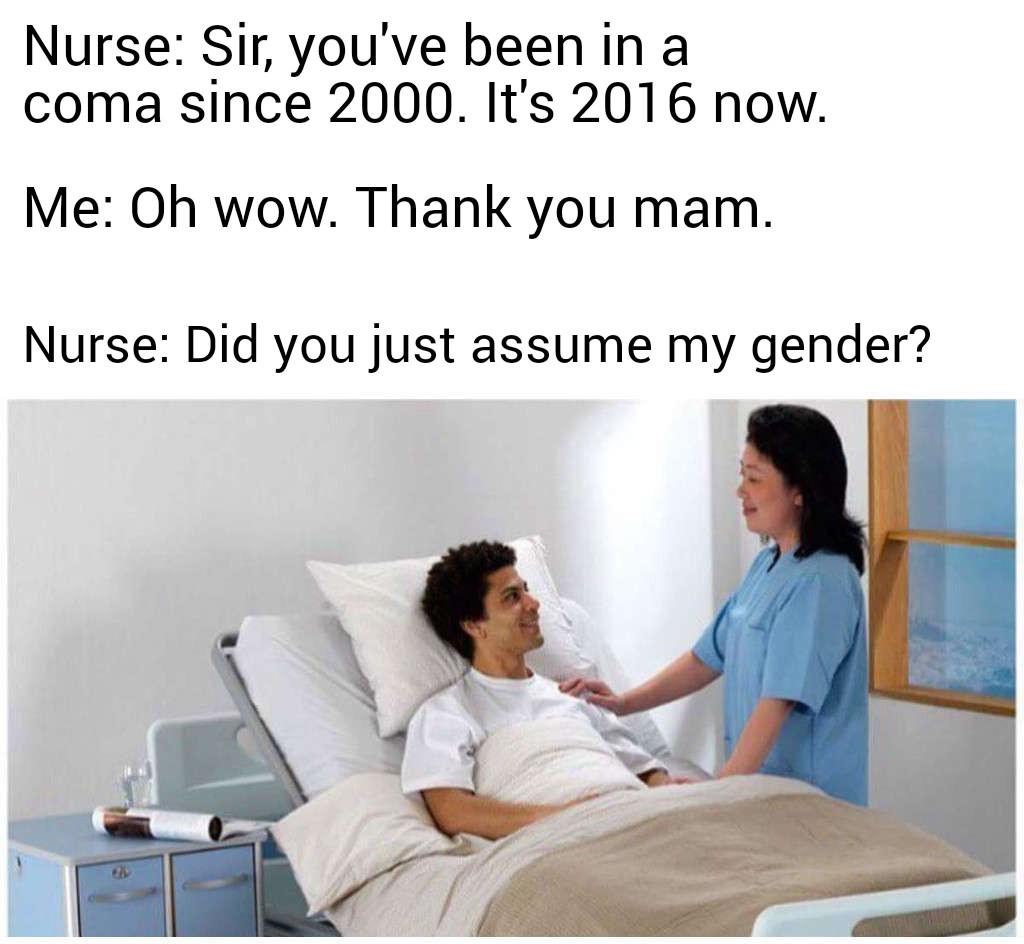 Nurse: Sir, you've been in a
coma since 2000. It's 2016 now.
Me: Oh wow. Thank you mam.
Nurse: Did you just assume my gender?